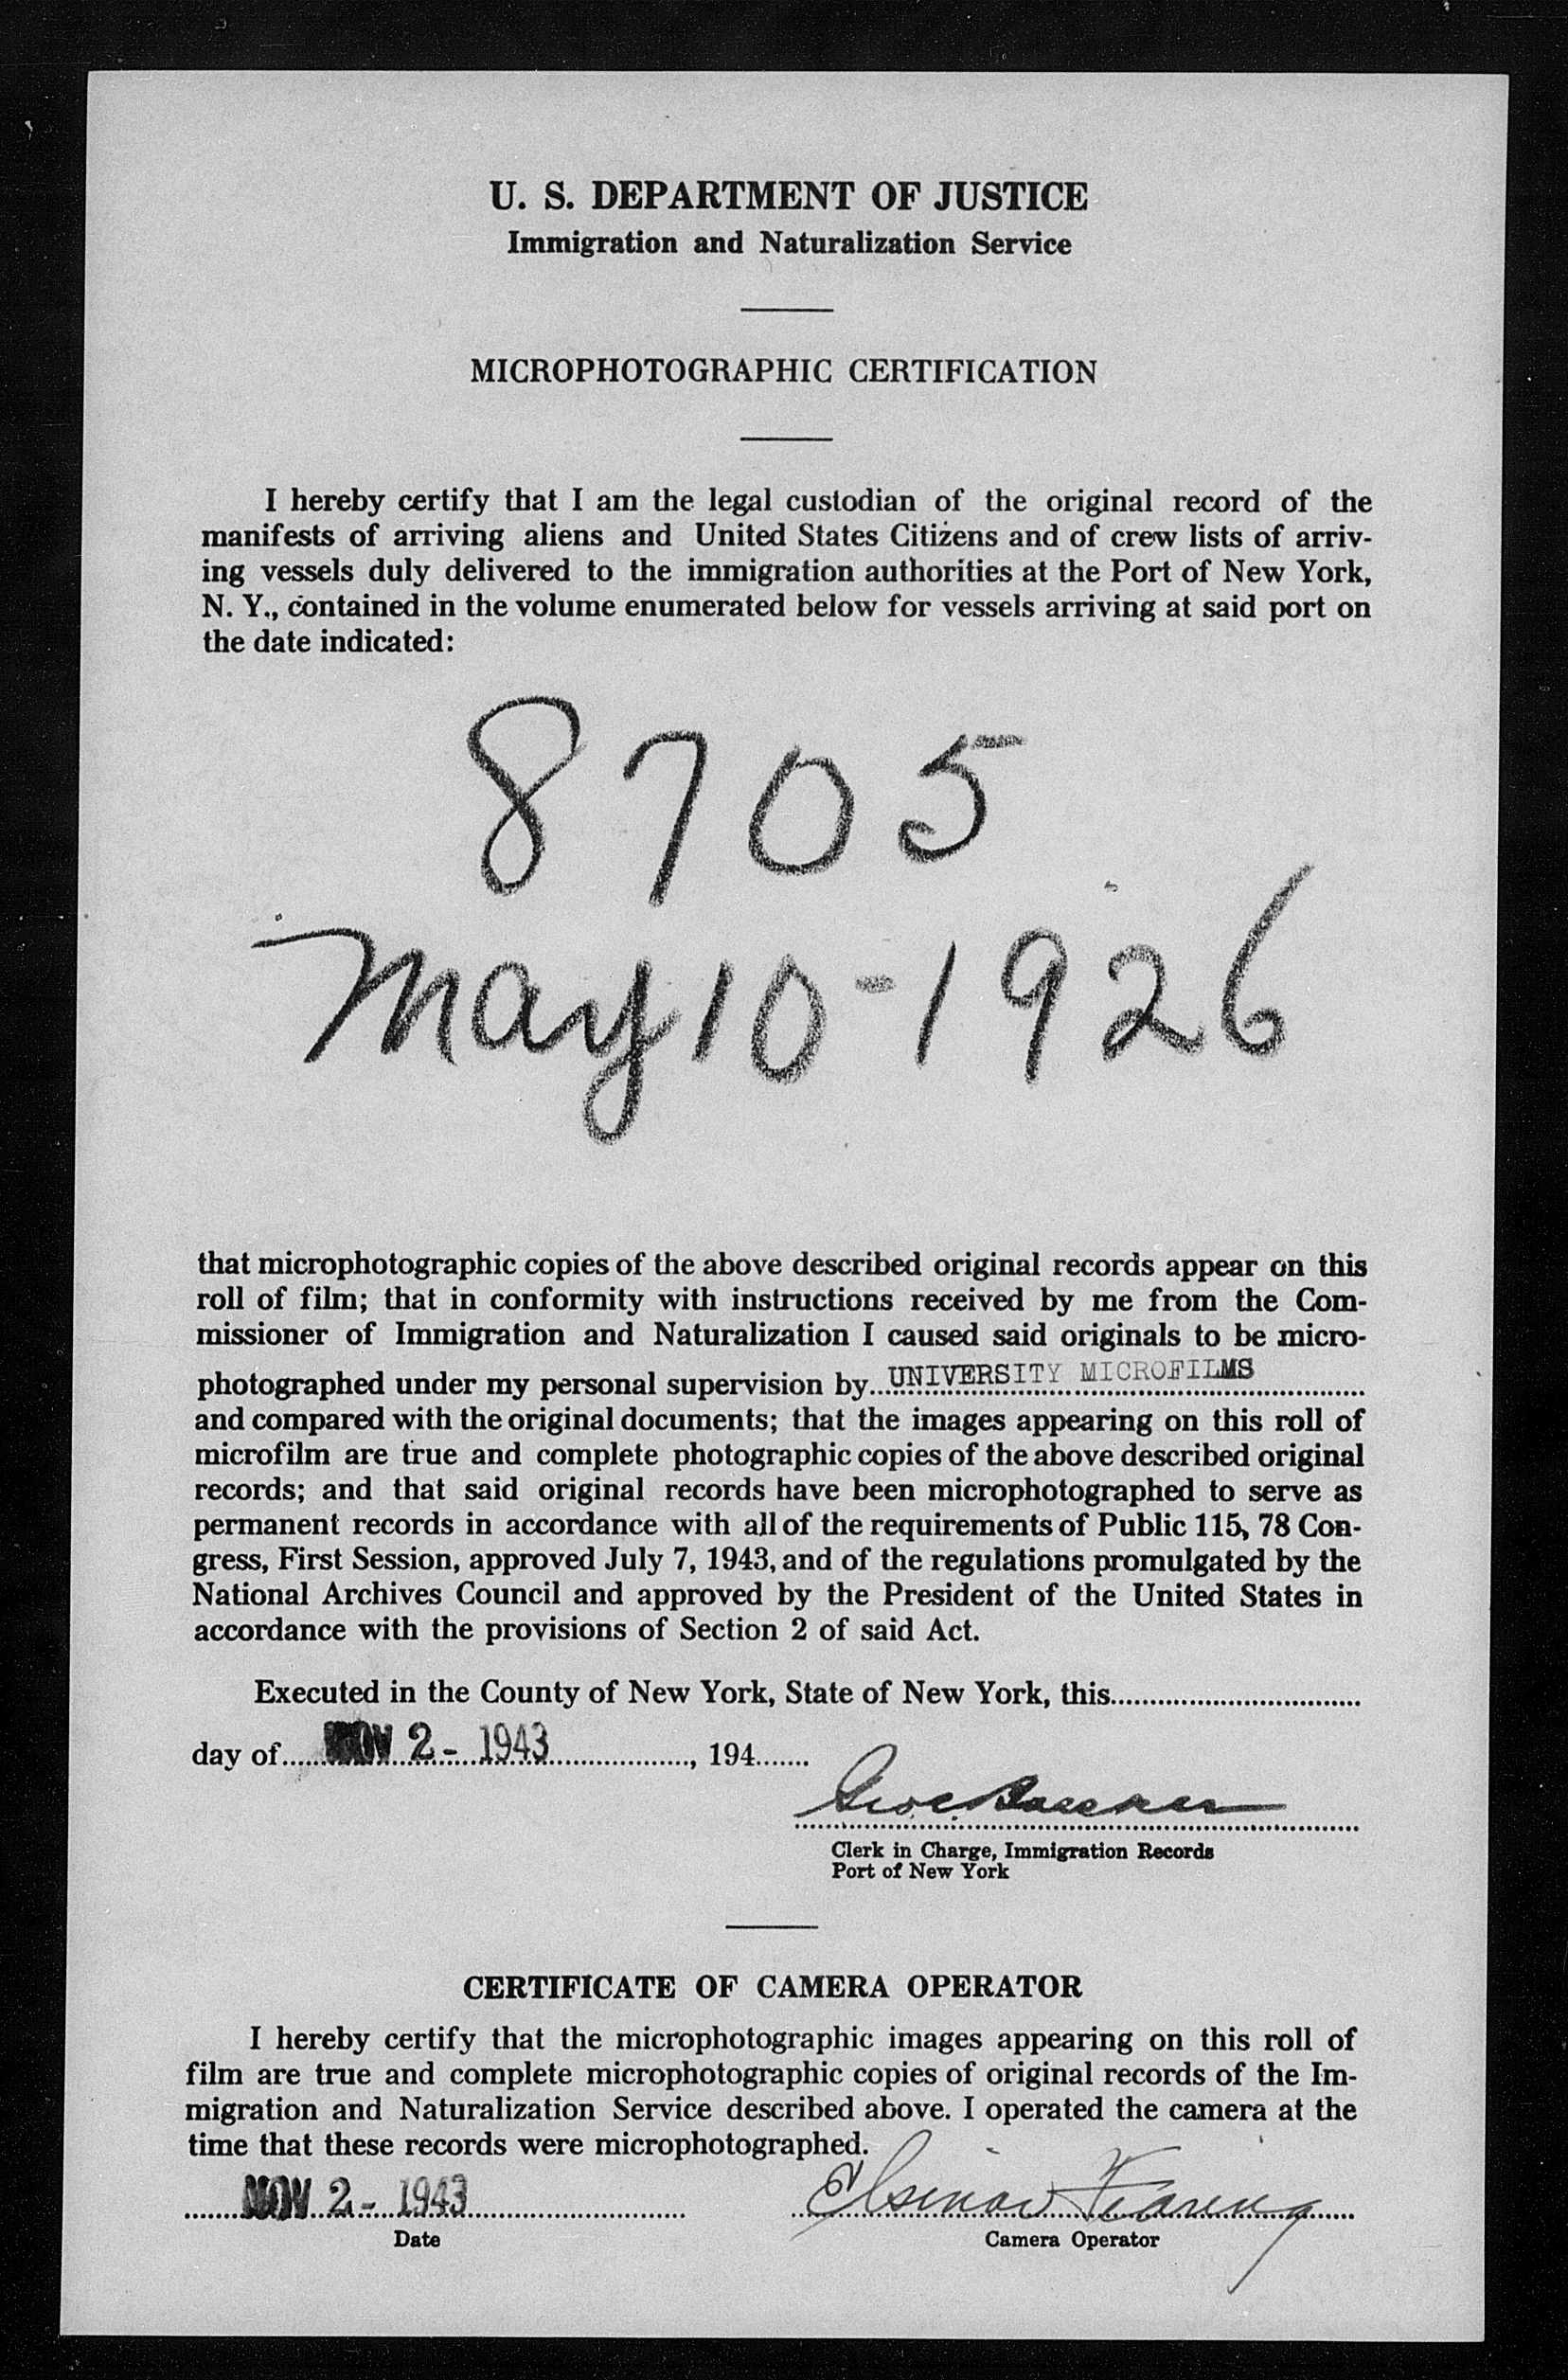 U. S. DEPARTMENT OF JUSTICE
Immigration and Naturalization Service
MICROPHOTOGRAPHIC CERTIFICATION
I hereby certify that I am the legal custodian of the original record of the
manifests of arriving aliens and United States Citizens and of crew lists of arriv-
ing vessels duly delivered to the immigration authorities at the Port of New York,
N. Y., contained in the volume enumerated below for vessels arriving at said port on
the date indicated:
8705
May 10-1926
that microphotographic copies of the above described original records appear on this
roll of film; that in conformity with instructions received by me from the Com-
missioner of Immigration and Naturalization I caused said originals to be micro-
photographed under my personal supervision by UNIVERSITY MICROFILMS
and compared with the original documents; that the images appearing on this roll of
microfilm are true and complete photographic copies of the above described original
records; and that said original records have been microphotographed to serve as
permanent records in accordance with all of the requirements of Public 115, 78 Con-
gress, First Session, approved July 7, 1943, and of the regulations promulgated by the
National Archives Council and approved by the President of the United States in
accordance with the provisions of Section 2 of said Act.
Executed in the County of New York, State of New York, this
day of NOV 2 - 1943, 194
Clerk in Charge, Immigration Records
Port of New York
CERTIFICATE OF CAMERA OPERATOR
I hereby certify that the microphotographic images appearing on this roll of
film are true and complete microphotographic copies of original records of the Im-
migration and Naturalization Service described above. I operated the camera at the
time that these records were microphotographed.
NOV 2 - 1943
Date
Camera Operator